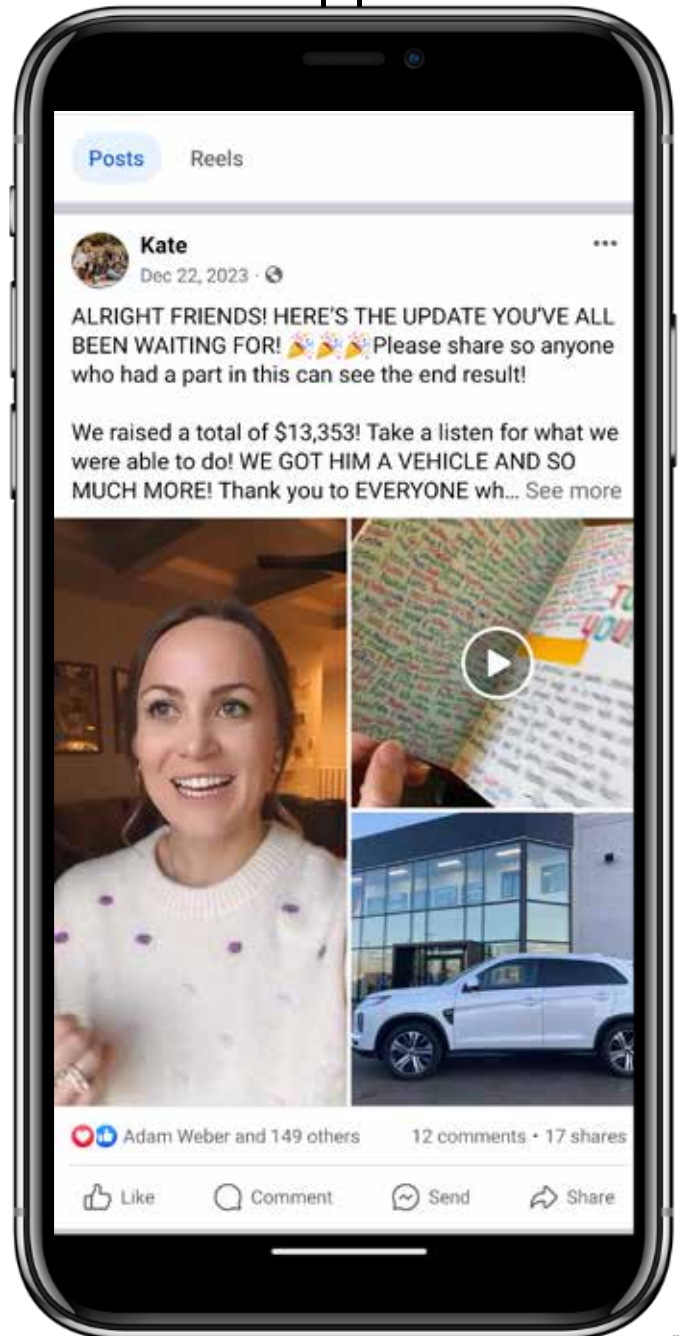 Posts Reels
Kate
Dec 22, 2023 ·
ALRIGHT FRIENDS! HERE'S THE UPDATE YOU'VE ALL
BEEN WAITING FOR! 🎉🎉🎉 Please share so anyone
who had a part in this can see the end result!
We raised a total of $13,353! Take a listen for what we
were able to do! WE GOT HIM A VEHICLE AND SO
MUCH MORE! Thank you to EVERYONE wh... See more
Adam Weber and 149 others 12 comments • 17 shares
Like Comment Send Share